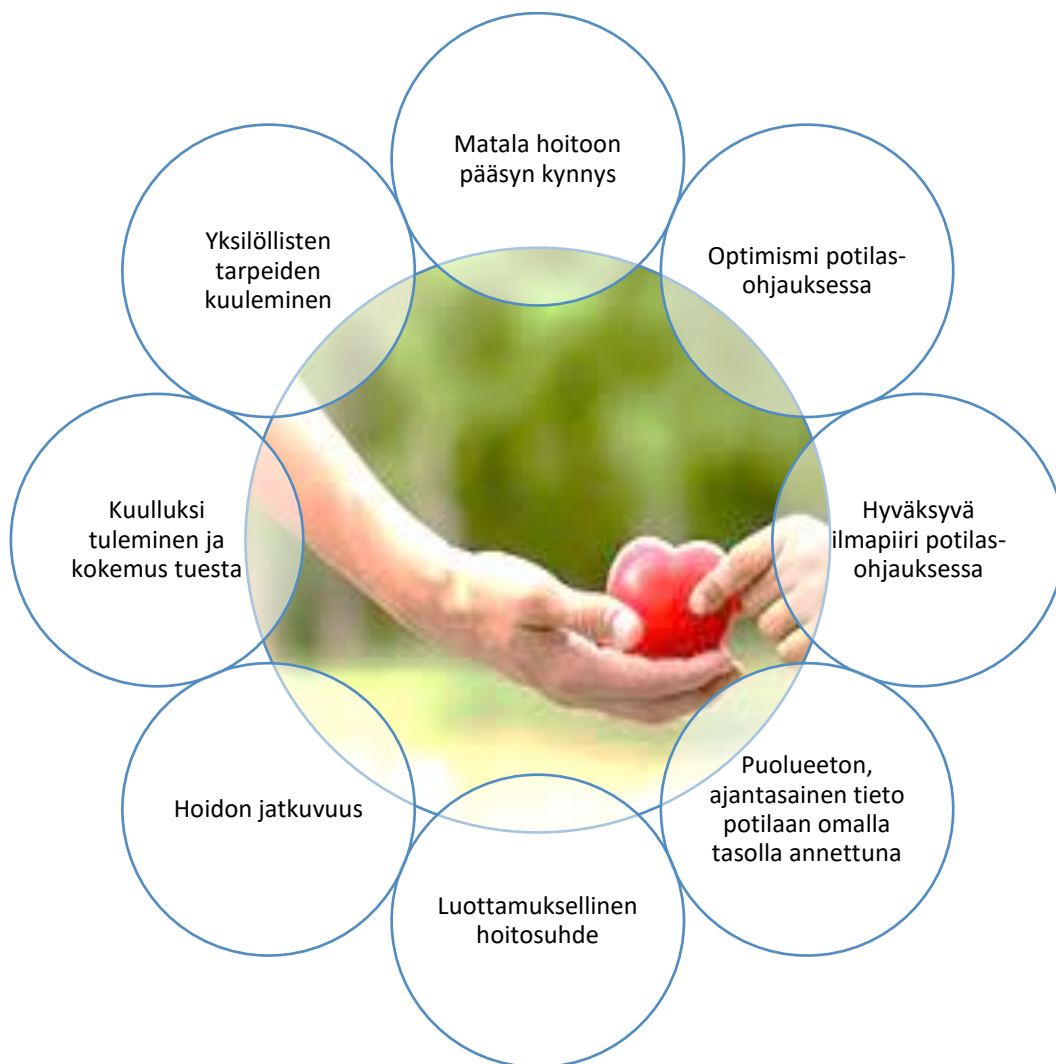 Matala hoitoon
pääsyn kynnys
Optimismi potilas-
ohjauksessa
Hyväksyvä
ilmapiiri potilas-
ohjauksessa
Puolueeton,
ajantasainen tieto
potilaan omalla
tasolla annettuna
Luottamuksellinen
hoitosuhde
Hoidon jatkuvuus
Kuulluksi
tuleminen ja
kokemus tuesta
Yksilöllisten
tarpeiden
kuuleminen